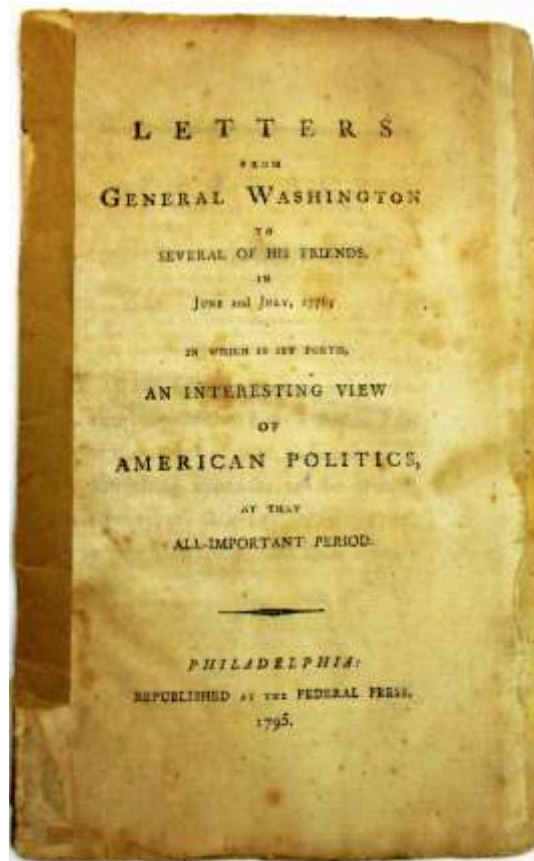 LETTERS
FROM
GENERAL WASHINGTON
TO
SEVERAL OF HIS FRIENDS,
IN
JUNE and JULY, 1776;
IN WHICH IS SET FORTH,
AN INTERESTING VIEW
OF
AMERICAN POLITICS,
AT THAT
ALL-IMPORTANT PERIOD.
PHILADELPHIA:
REPUBLISHED AT THE FEDERAL PRESS.
1795.